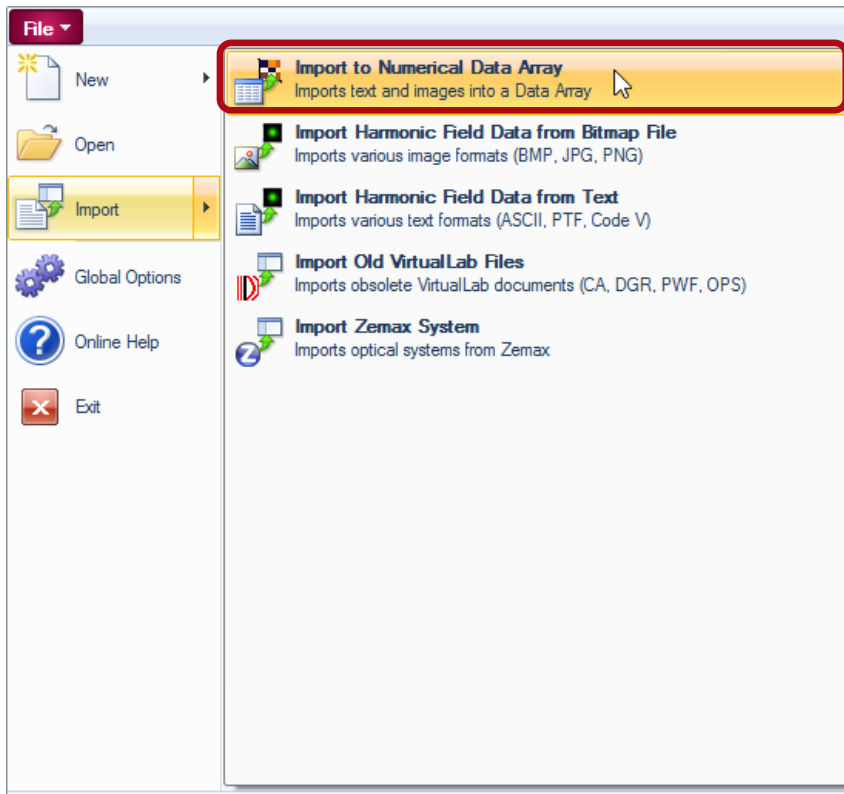 File
New
Open
Import
Global Options
Online Help
Exit
Import to Numerical Data Array
Imports text and images into a Data Array
Import Harmonic Field Data from Bitmap File
Imports various image formats (BMP, JPG, PNG)
Import Harmonic Field Data from Text
Imports various text formats (ASCII, PTF, Code V)
Import Old VirtualLab Files
Imports obsolete VirtualLab documents (CA, DGR, PWF, OPS)
Import Zemax System
Imports optical systems from Zemax